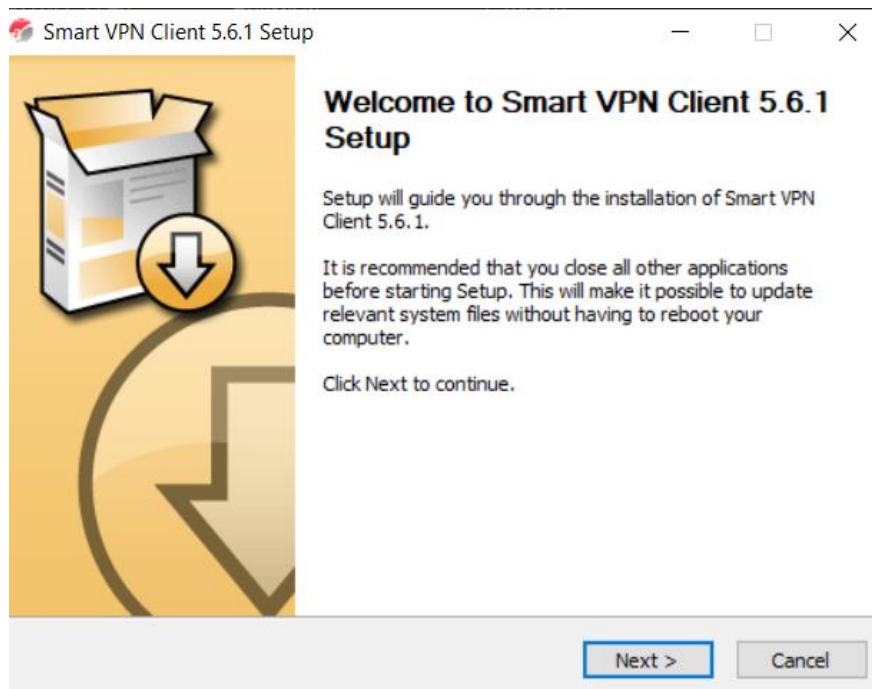 Smart VPN Client 5.6.1 Setup
Welcome to Smart VPN Client 5.6.1
Setup
Setup will guide you through the installation of Smart VPN
Client 5.6.1.
It is recommended that you close all other applications
before starting Setup. This will make it possible to update
relevant system files without having to reboot your
computer.
Click Next to continue.
Next >
Cancel